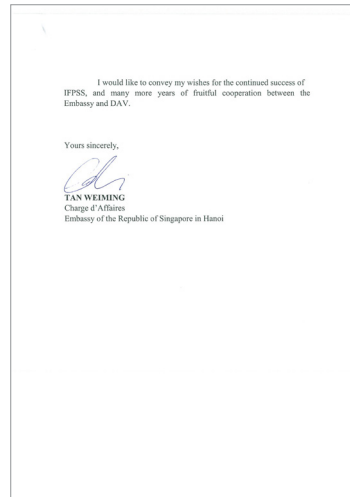 I would like to convey my wishes for the continued success of
IFPSS, and many more years of fruitful cooperation between the
Embassy and DAV.
Yours sincerely,
TAN WEIMING
Charge d'Affaires
Embassy of the Republic of Singapore in Hanoi